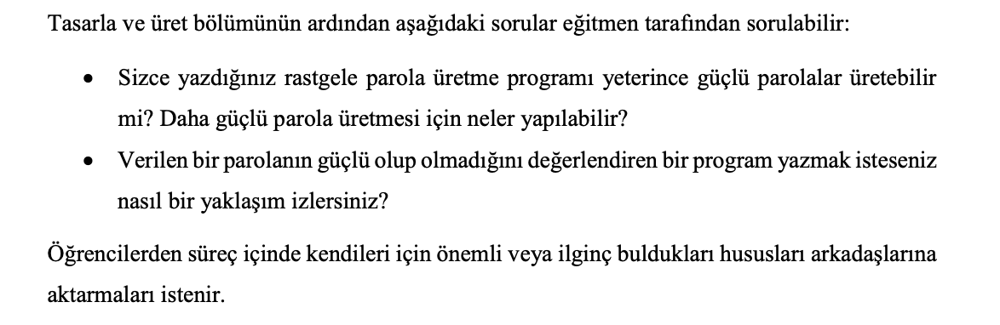 Tasarla ve üret bölümünün ardından aşağıdaki sorular eğitmen tarafından sorulabilir:
• Sizce yazdığınız rastgele parola üretme programı yeterince güçlü parolalar üretebilir
mi? Daha güçlü parola üretmesi için neler yapılabilir?
• Verilen bir parolanın güçlü olup olmadığını değerlendiren bir program yazmak isteseniz
nasıl bir yaklaşım izlersiniz?
Öğrencilerden süreç içinde kendileri için önemli veya ilginç buldukları hususları arkadaşlarına
aktarmaları istenir.